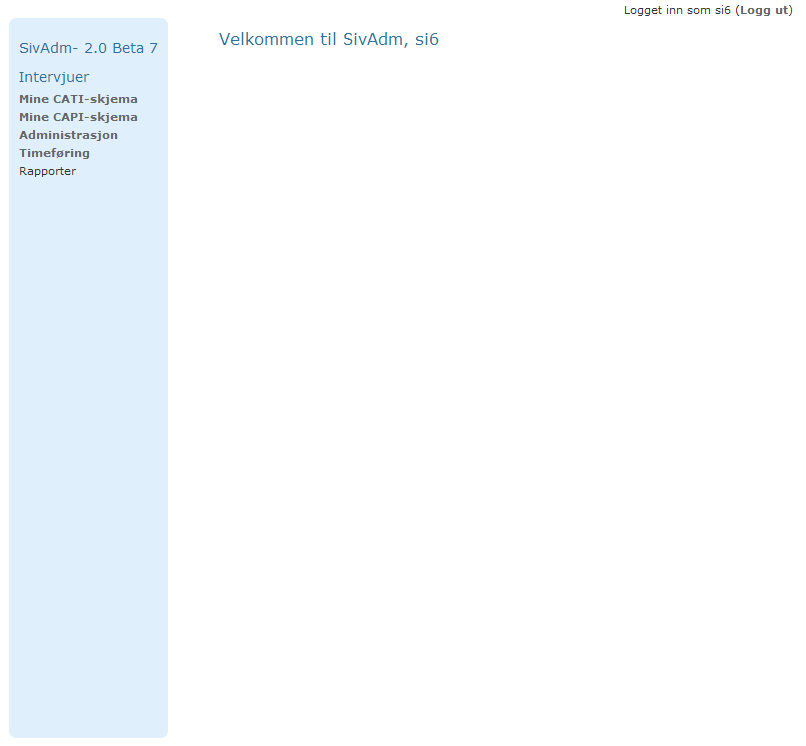 Logget inn som si6 (Logg ut)
SivAdm- 2.0 Beta 7
Intervjuer
Mine CATI-skjema
Mine CAPI-skjema
Administrasjon
Timeføring
Rapporter
Velkommen til SivAdm, si6